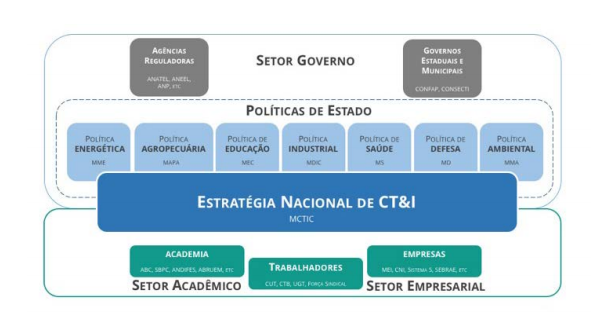 AGÊNCIAS
REGULADORAS
ANATEL, ANEEL,
ANP, ETC
SETOR GOVERNO
GOVERNOS
ESTADUAIS E
MUNICIPAIS
CONFAP, CONSECTI
POLÍTICAS DE ESTADO
POLÍTICA
ENERGÉTICA
MME
POLÍTICA
AGROPECUÁRIA
MAPA
POLÍTICA DE
EDUCAÇÃO
MEC
POLÍTICA
INDUSTRIAL
MDIC
POLÍTICA DE
SAÚDE
MS
POLÍTICA DE
DEFESA
MD
POLÍTICA
AMBIENTAL
MMA
ESTRATÉGIA NACIONAL DE CT&I
MCTIC
ACADEMIA
ABC, SBPC, ANDIFES, ABRUEM, ETC
TRABALHADORES
CUT, CTB, UGT, FORÇA SINDICAL
EMPRESAS
MEI, CNI, SISTEMA S, SEBRAE, ETC
SETOR ACADÊMICO
SETOR EMPRESARIAL